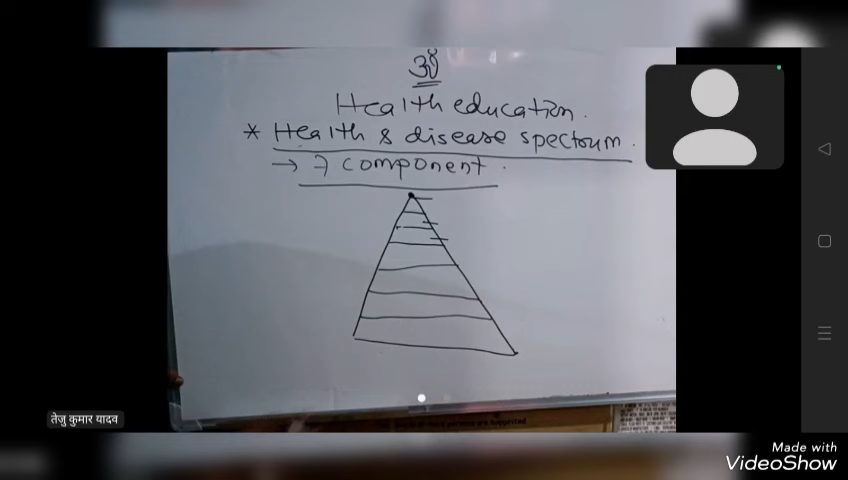 ॐ
Health education.
* Health & disease spectrum.
→ 7 component.
तेजु कुमार यादव
Made with
VideoShow